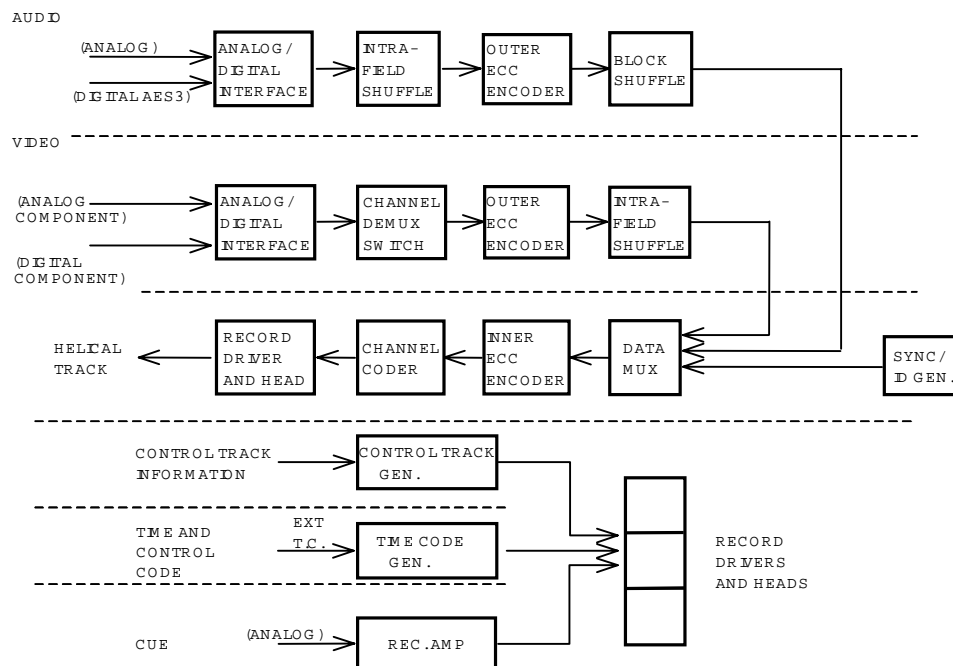 AUDIO
(ANALOG)
(DIGITAL AES3)
ANALOG/
DIGITAL
INTERFACE
INTRA-
FIELD
SHUFFLE
OUTER
ECC
ENCODER
BLOCK
SHUFFLE
VIDEO
(ANALOG
COMPONENT)
(DIGITAL
COMPONENT)
ANALOG/
DIGITAL
INTERFACE
CHANNEL
DEMUX
SWITCH
OUTER
ECC
ENCODER
INTRA-
FIELD
SHUFFLE
HELICAL
TRACK
RECORD
DRIVER
AND HEAD
CHANNEL
CODER
INNER
ECC
ENCODER
DATA
MUX
SYNC/
ID GEN.
CONTROL TRACK
INFORMATION
CONTROL TRACK
GEN.
TIME AND
CONTROL
CODE
EXT
T.C.
TIME CODE
GEN.
RECORD
DRIVERS
AND HEADS
CUE
(ANALOG)
REC.AMP